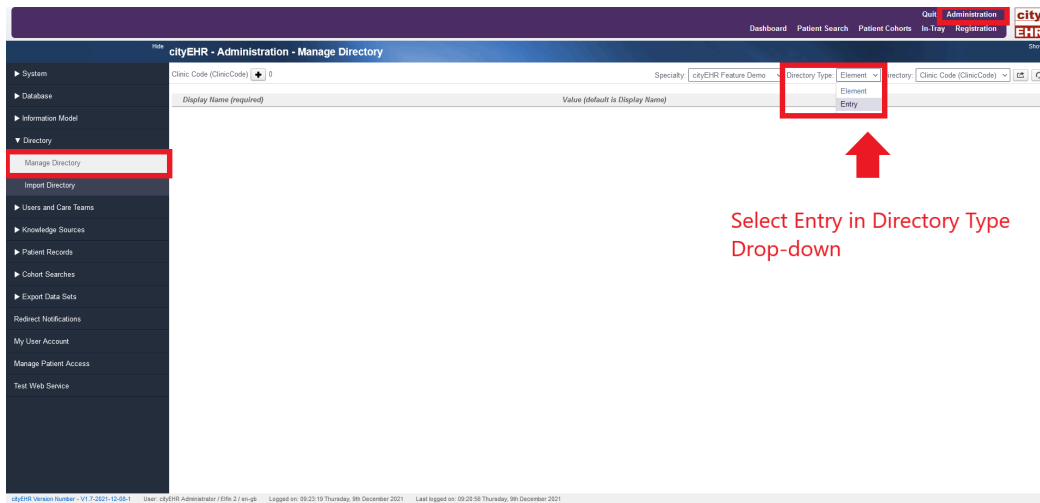 Quit Administration
Dashboard Patient Search Patient Cohorts In-Tray Registration
city
EHR
Hide
cityEHR - Administration - Manage Directory
Sho
▶ System
Clinic Code (ClinicCode) + 0
Specialty: cityEHR Feature Demo Directory Type: Element Directory: Clinic Code (ClinicCode)
Element
Entry
Display Name (required) Value (default is Display Name)
▶ Database
▶ Information Model
▼ Directory
Manage Directory
Import Directory
▶ Users and Care Teams
▶ Knowledge Sources
▶ Patient Records
▶ Cohort Searches
▶ Export Data Sets
Redirect Notifications
My User Account
Manage Patient Access
Test Web Service
Select Entry in Directory Type
Drop-down
cityEHR Version Number - V1.7-2021-12-08-1 User: cityEHR Administrator / Elfin 2 / en-gb Logged on: 09:23:19 Thursday, 9th December 2021 Last logged on: 09:20:58 Thursday, 9th December 2021